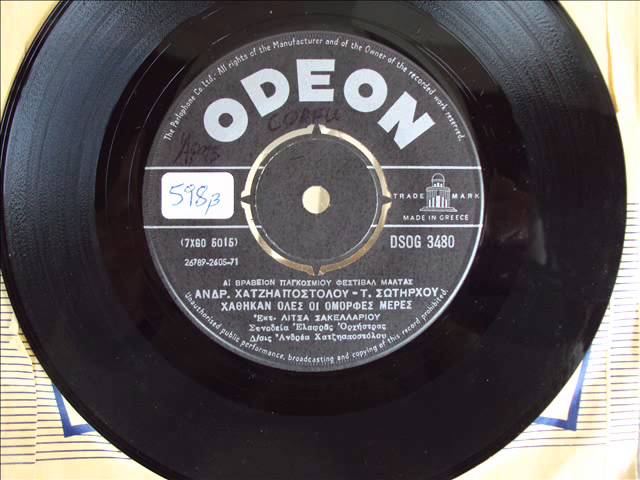 The Parlophone Co. Ltd. All rights of the Manufacturer and of the Owner of the recorded work reserved.
ODEON
COREU
598β
TRADE MARK
MADE IN GREECE
(7XGO 5015)
DSOG 3480
26789-2605-71
Α! ΒΡΑΒΕΙΟΝ ΠΑΓΚΟΣΜΙΟΥ ΦΕΣΤΙΒΑΛ ΜΑΛΤΑΣ
ΑΝΔΡ. ΧΑΤΖΗΑΠΟΣΤΟΛΟΥ - Τ. ΣΩΤΗΡΧΟΥ
ΧΑΘΗΚΑΝ ΟΛΕΣ ΟΙ ΟΜΟΡΦΕΣ ΜΕΡΕΣ
Ἐκτ. ΛΙΤΣΑ ΣΑΚΕΛΛΑΡΙΟΥ
Συνοδεία Ἐλαφρᾶς Ὀρχήστρας
Δ/σις Ἀνδρέα Χατζηαποστόλου
Unauthorised public performance, broadcasting and copying of this record prohibited.